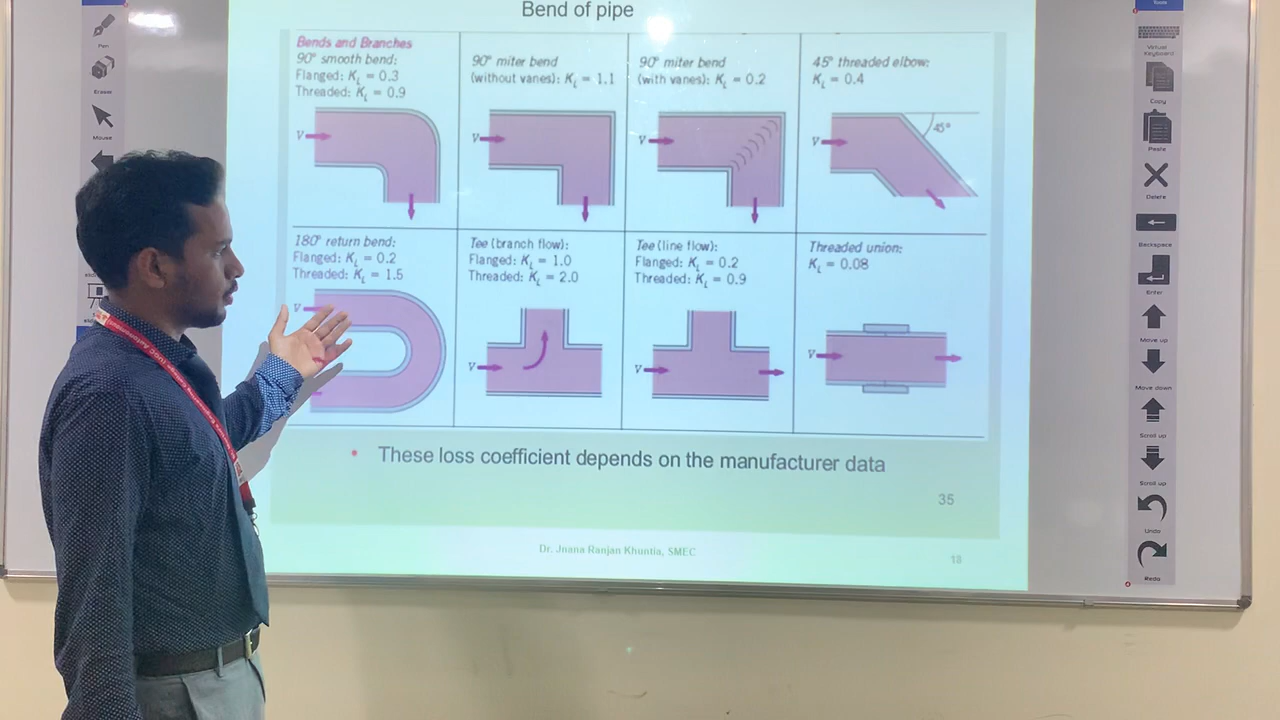 Bend of pipe
Bends and Branches
90° smooth bend:
Flanged: K_L = 0.3
Threaded: K_L = 0.9
90° miter bend
(without vanes): K_L = 1.1
90° miter bend
(with vanes): K_L = 0.2
45° threaded elbow:
K_L = 0.4
V
V
V
V
45°
180° return bend:
Flanged: K_L = 0.2
Threaded: K_L = 1.5
Tee (branch flow):
Flanged: K_L = 1.0
Threaded: K_L = 2.0
Tee (line flow):
Flanged: K_L = 0.2
Threaded: K_L = 0.9
Threaded union:
K_L = 0.08
V
V
V
V
• These loss coefficient depends on the manufacturer data
35
Dr. Jnana Ranjan Khuntia, SMEC
13
Pen
Eraser
Mouse
Tools
Virtual
Keyboard
Copy
Paste
Delete
Backspace
Enter
Move up
Move down
Scroll up
Scroll up
Undo
Redo